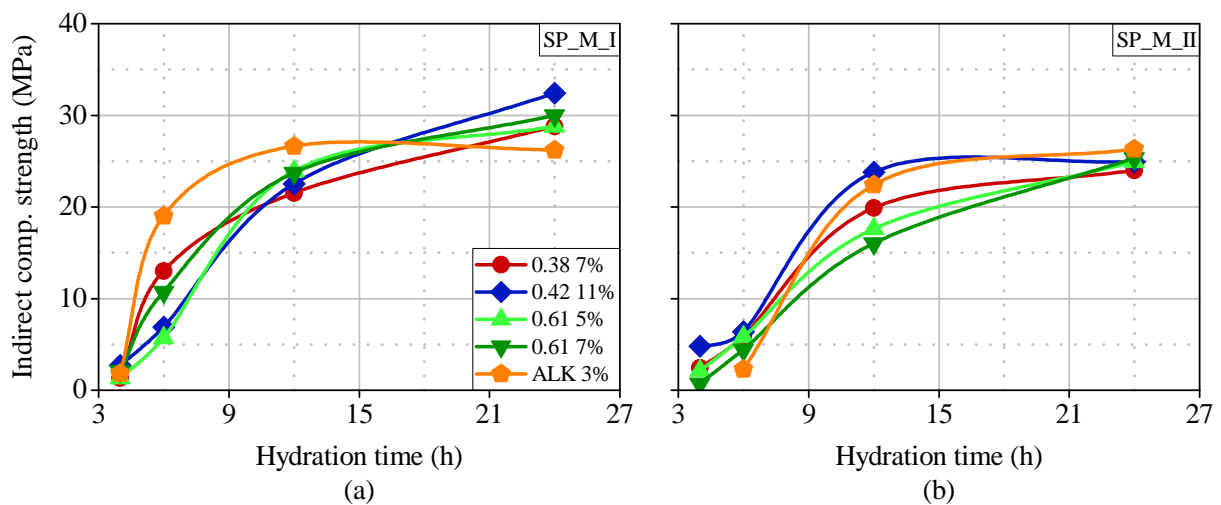 Indirect comp. strength (MPa)
40
30
20
10
0
SP_M_I
0.38 7%
0.42 11%
0.61 5%
0.61 7%
ALK 3%
3 9 15 21 27
Hydration time (h)
(a)
SP_M_II
3 9 15 21 27
Hydration time (h)
(b)